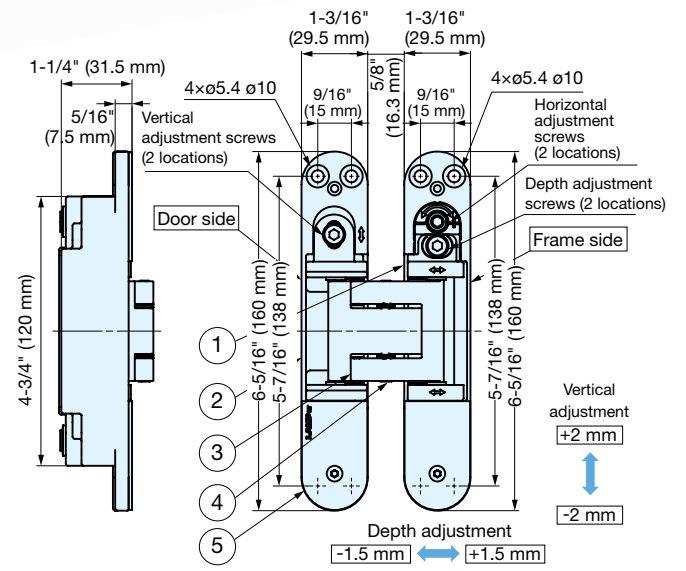 1-3/16"
(29.5 mm)
1-3/16"
(29.5 mm)
5/8"
(16.3 mm)
1-1/4" (31.5 mm)
5/16"
(7.5 mm)
4×ø5.4 ø10
9/16"
(15 mm)
9/16"
(15 mm)
4×ø5.4 ø10
Vertical
adjustment screws
(2 locations)
Horizontal
adjustment
screws
(2 locations)
Depth adjustment
screws (2 locations)
Door side
Frame side
4-3/4" (120 mm)
6-5/16" (160 mm)
5-7/16" (138 mm)
5-7/16" (138 mm)
6-5/16" (160 mm)
1
2
3
4
5
Vertical
adjustment
+2 mm
-2 mm
Depth adjustment
-1.5 mm
+1.5 mm